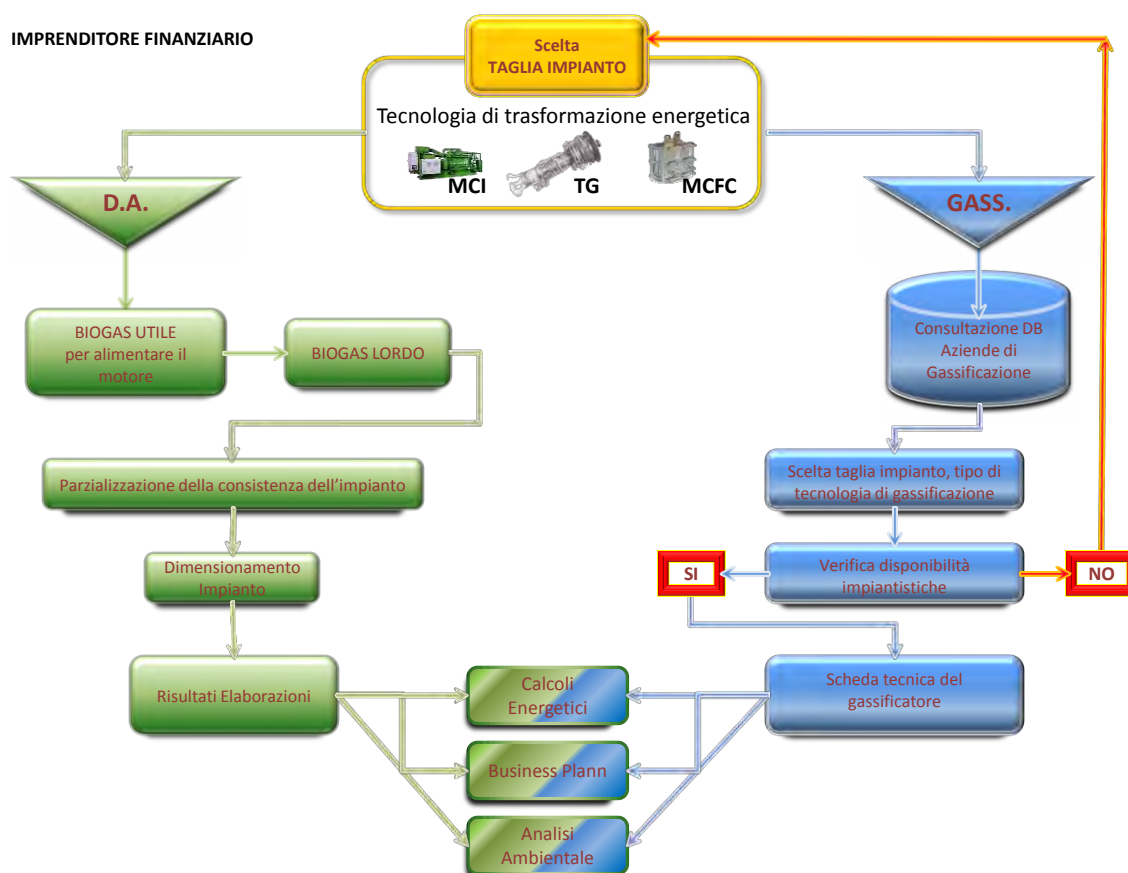 IMPRENDITORE FINANZIARIO
Scelta
TAGLIA IMPIANTO
Tecnologia di trasformazione energetica
MCI
TG
MCFC
D.A.
GASS.
BIOGAS UTILE
per alimentare il
motore
BIOGAS LORDO
Consultazione DB
Aziende di
Gassificazione
Parzializzazione della consistenza dell'impianto
Scelta taglia impianto, tipo di
tecnologia di gassificazione
Dimensionamento
Impianto
SI
Verifica disponibilità
impiantistiche
NO
Risultati Elaborazioni
Calcoli
Energetici
Scheda tecnica del
gassificatore
Business Plann
Analisi
Ambientale